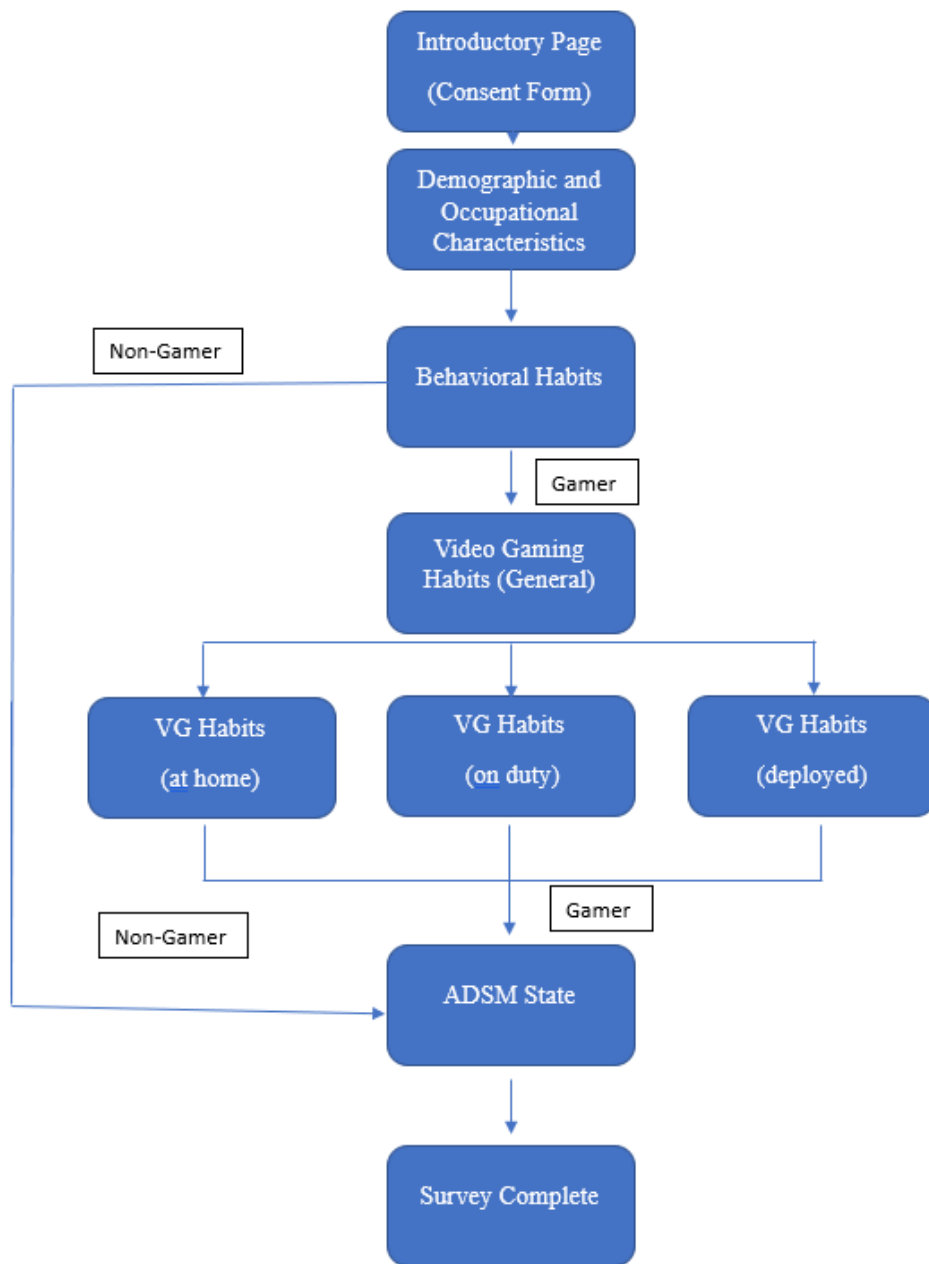 Introductory Page
(Consent Form)
Demographic and
Occupational
Characteristics
Non-Gamer
Behavioral Habits
Gamer
Video Gaming
Habits (General)
VG Habits
(at home)
VG Habits
(on duty)
VG Habits
(deployed)
Gamer
Non-Gamer
ADSM State
Survey Complete